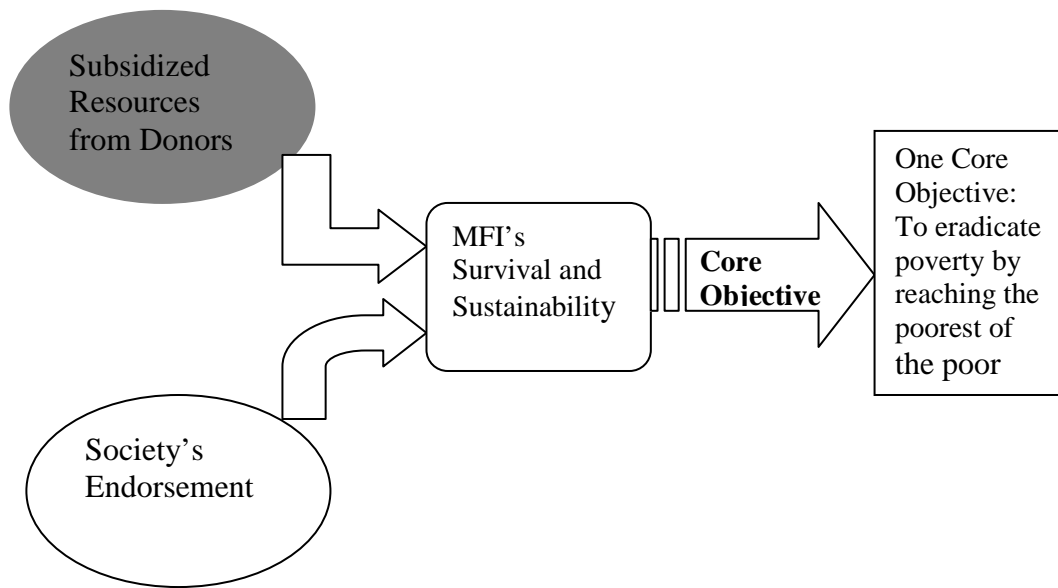 Subsidized
Resources
from Donors
MFI's
Survival and
Sustainability
Core
Objective
One Core
Objective:
To eradicate
poverty by
reaching the
poorest of
the poor
Society's
Endorsement